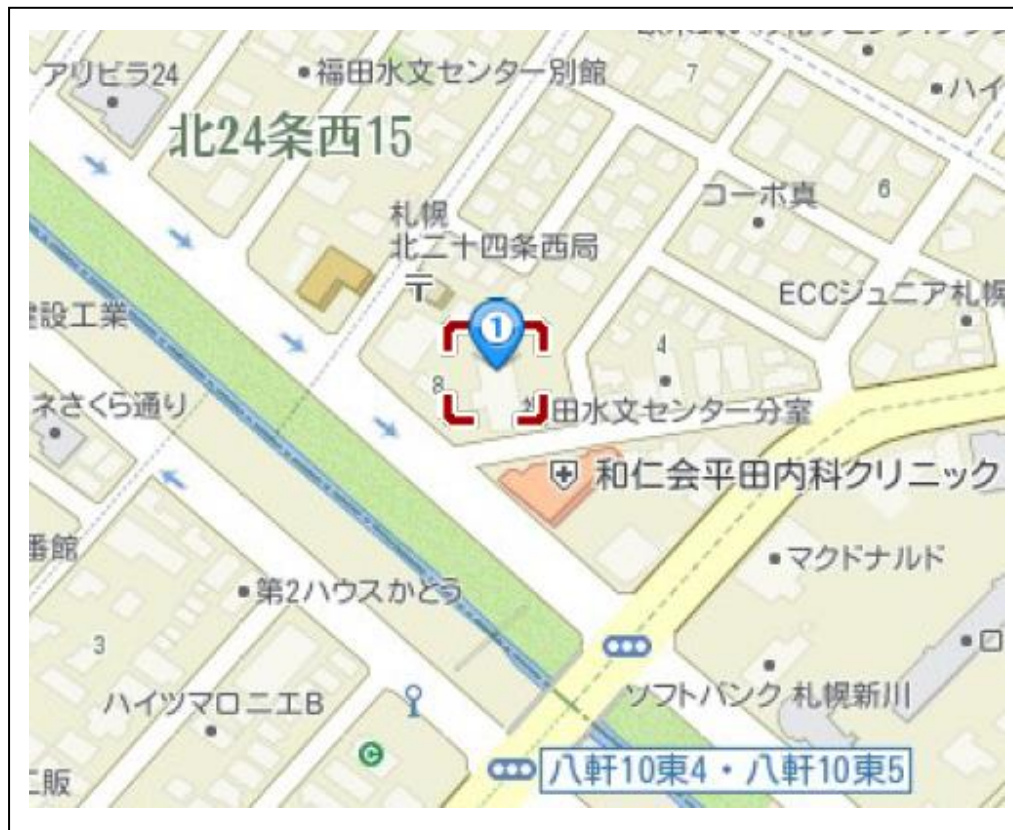 アリビラ24
福田水文センター別館
7
ハイ
北24条西15
コーポ真
6
札幌
北二十四条西局
〒
ECCジュニア札幌
設工業
①
4
8
ネさくら通り
福田水文センター分室
和仁会平田内科クリニック
番館
マクドナルド
第2ハウスかとう
3
ソフトバンク 札幌新川
ハイツマロニエB
C
八軒10東4・八軒10東5
販